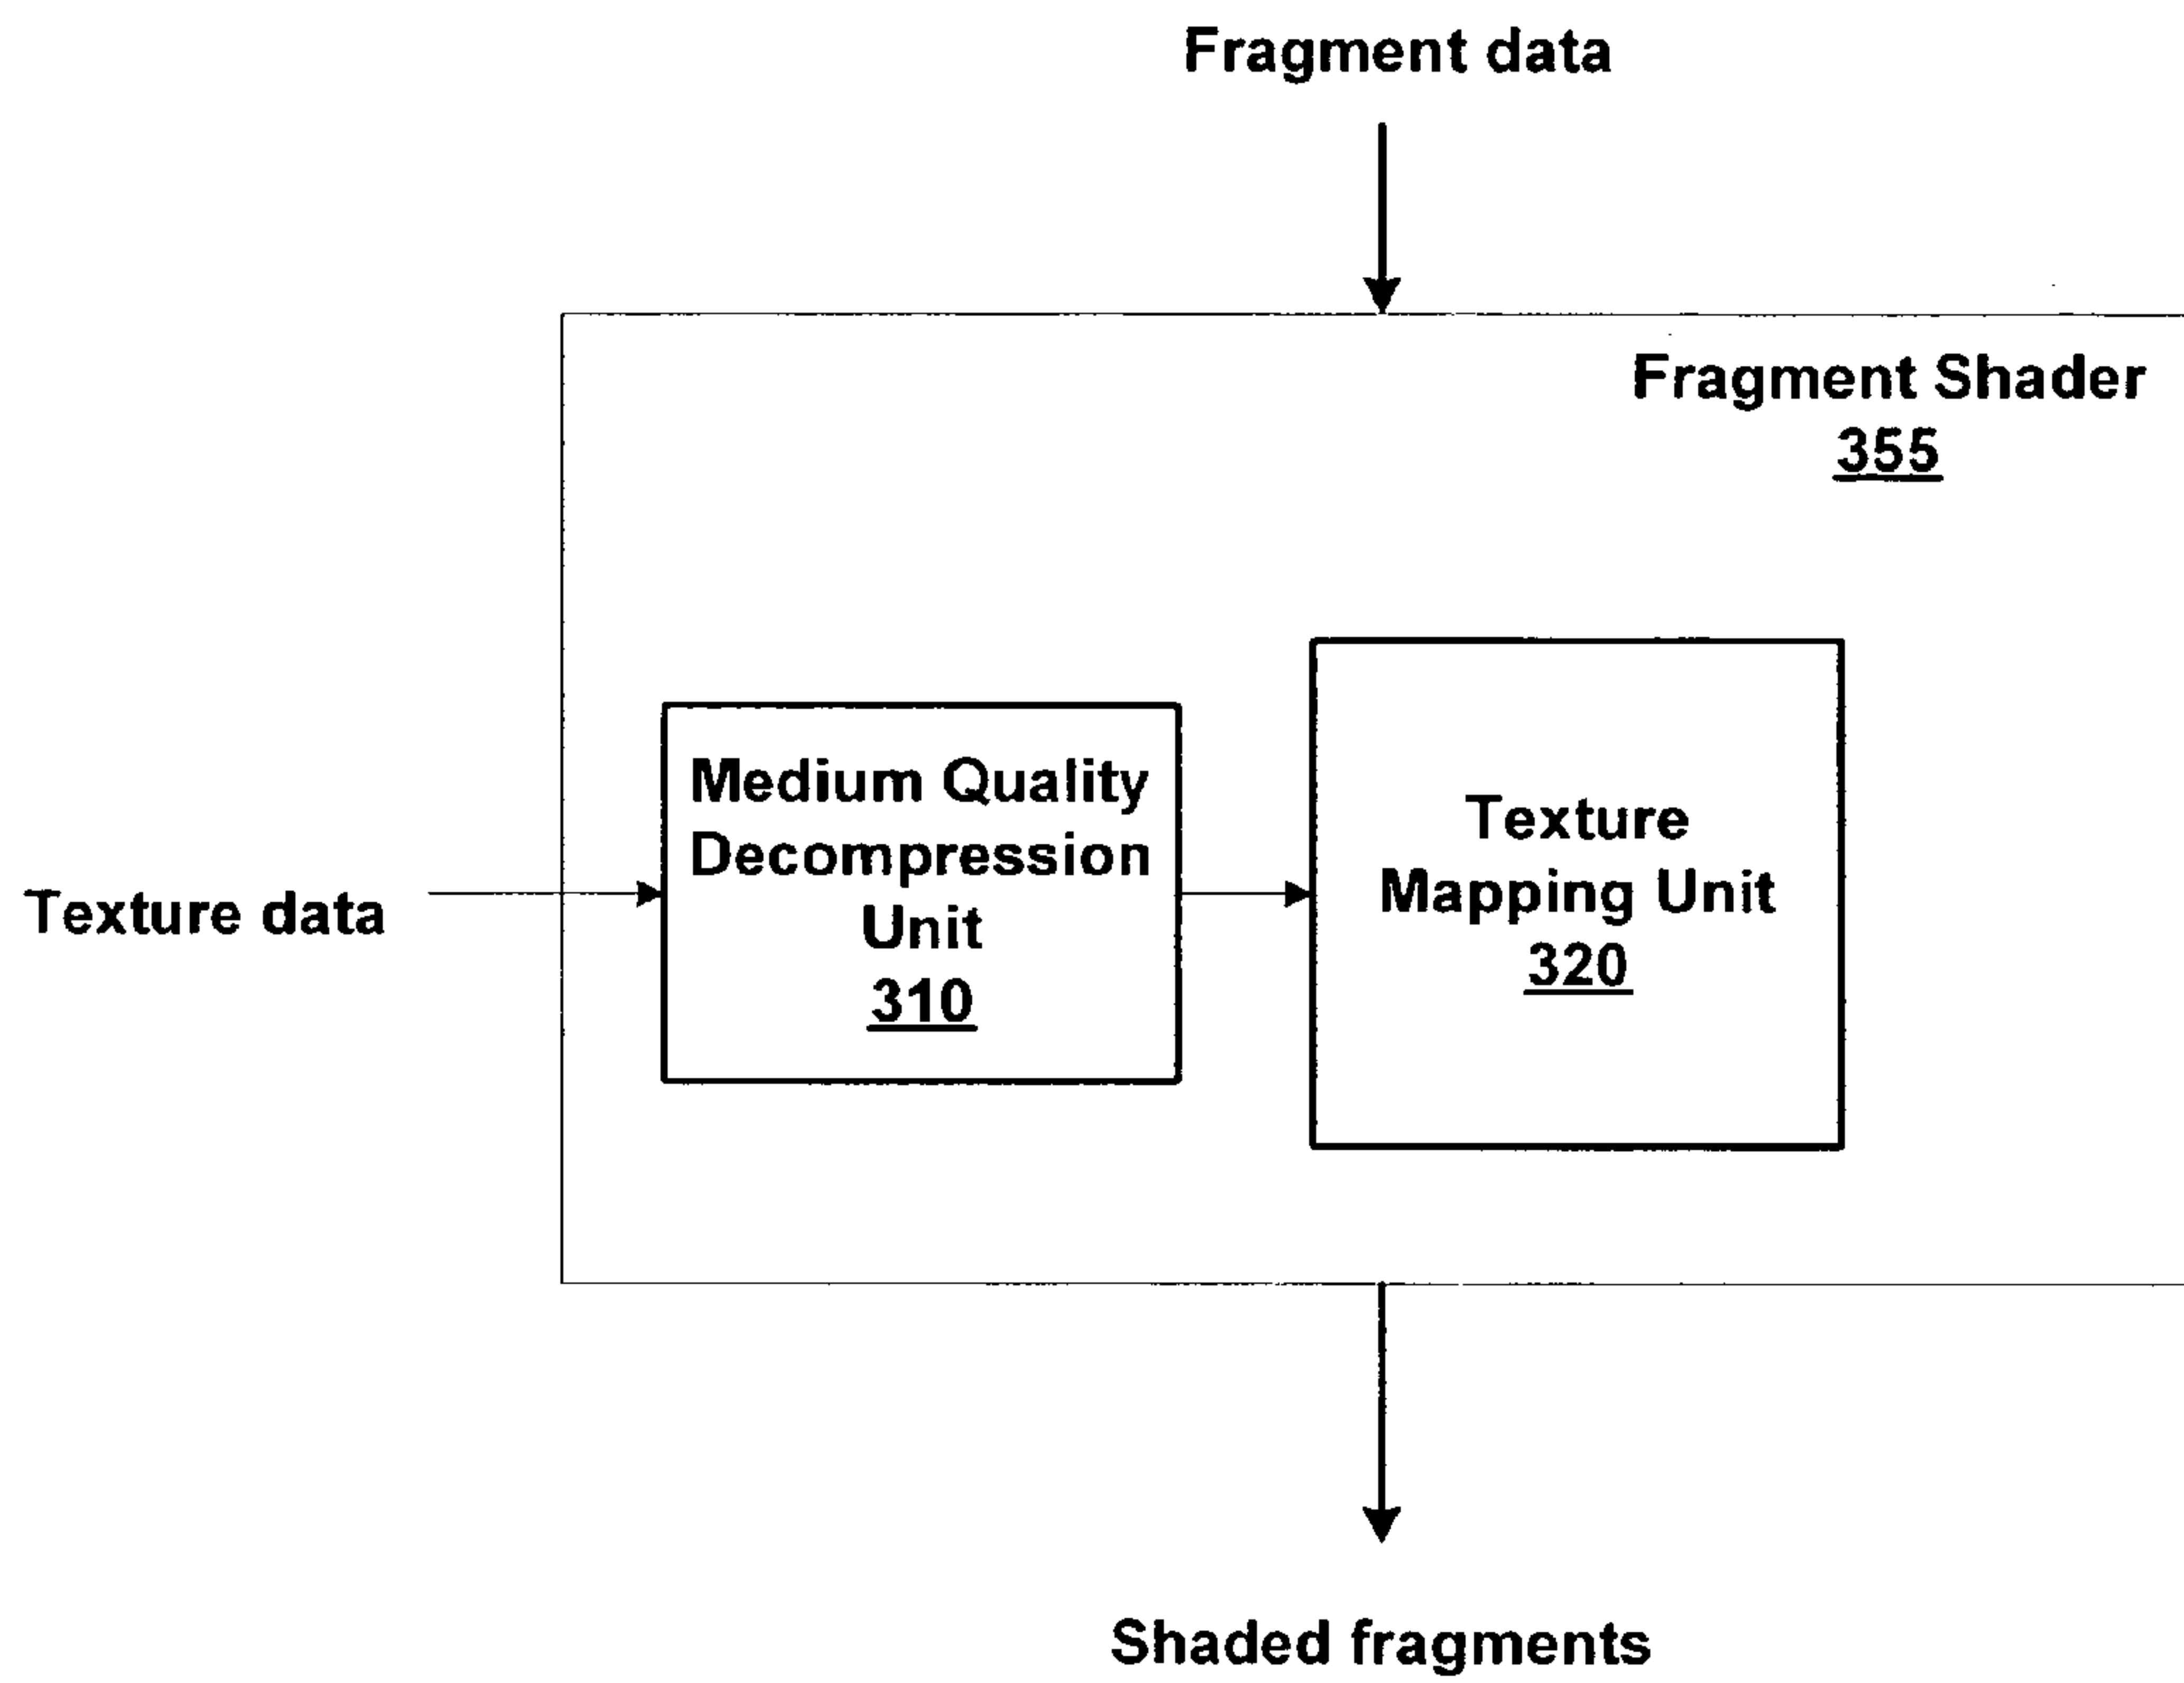 Fragment data
Fragment Shader
355
Medium Quality
Decompression
Unit
310
Texture
Mapping Unit
320
Texture data
Shaded fragments